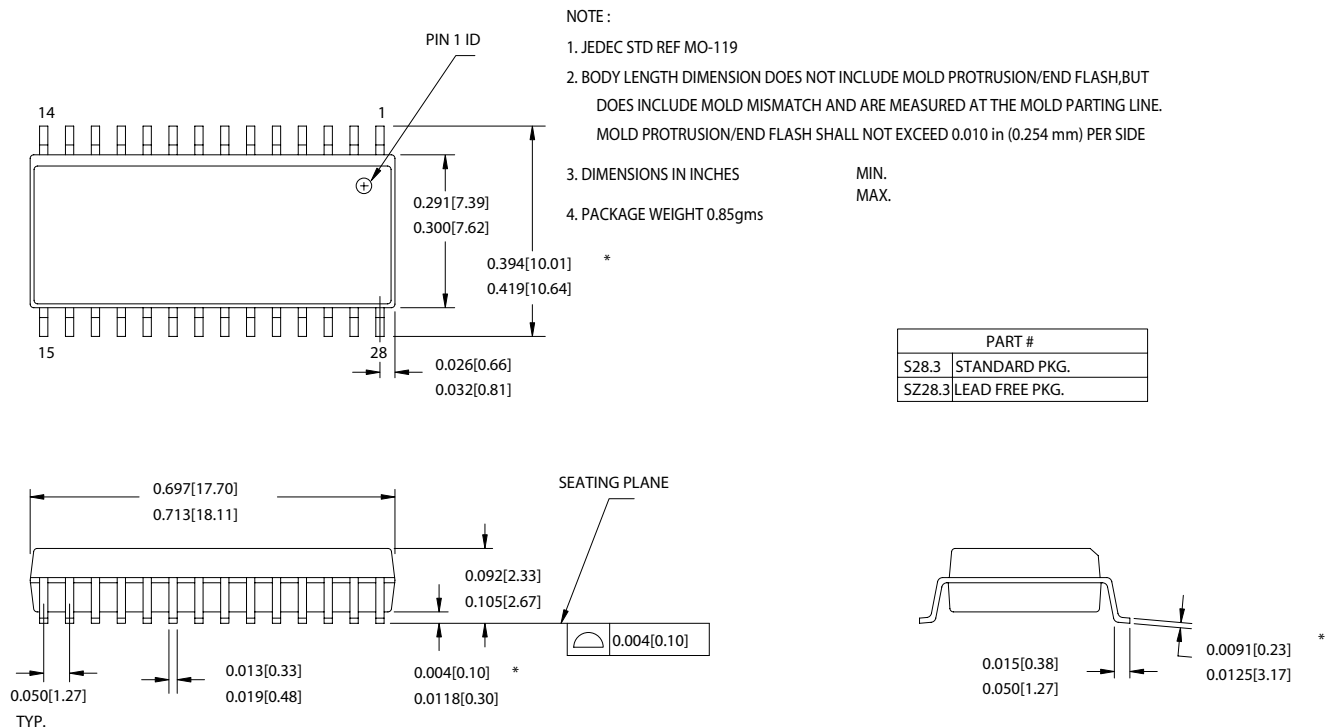 NOTE :
PIN 1 ID
1. JEDEC STD REF MO-119
2. BODY LENGTH DIMENSION DOES NOT INCLUDE MOLD PROTRUSION/END FLASH,BUT
DOES INCLUDE MOLD MISMATCH AND ARE MEASURED AT THE MOLD PARTING LINE.
MOLD PROTRUSION/END FLASH SHALL NOT EXCEED 0.010 in (0.254 mm) PER SIDE
3. DIMENSIONS IN INCHES
MIN.
MAX.
4. PACKAGE WEIGHT 0.85gms
14
1
0.291[7.39]
0.300[7.62]
0.394[10.01] *
0.419[10.64]
15
28
0.026[0.66]
0.032[0.81]
PART #
S28.3 STANDARD PKG.
SZ28.3 LEAD FREE PKG.
0.697[17.70]
0.713[18.11]
SEATING PLANE
0.092[2.33]
0.105[2.67]
0.004[0.10]
0.050[1.27]
TYP.
0.013[0.33]
0.019[0.48]
0.004[0.10] *
0.0118[0.30]
0.015[0.38]
0.050[1.27]
0.0091[0.23] *
0.0125[3.17]